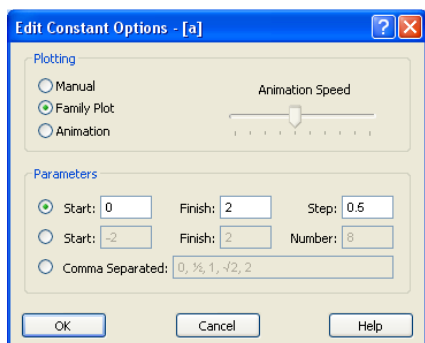 Edit Constant Options - [a]
Plotting
Manual
Animation Speed
Family Plot
Animation
Parameters
Start: 0 Finish: 2 Step: 0.5
Start: -2 Finish: 2 Number: 8
Comma Separated: 0, ½, 1, √2, 2
OK Cancel Help